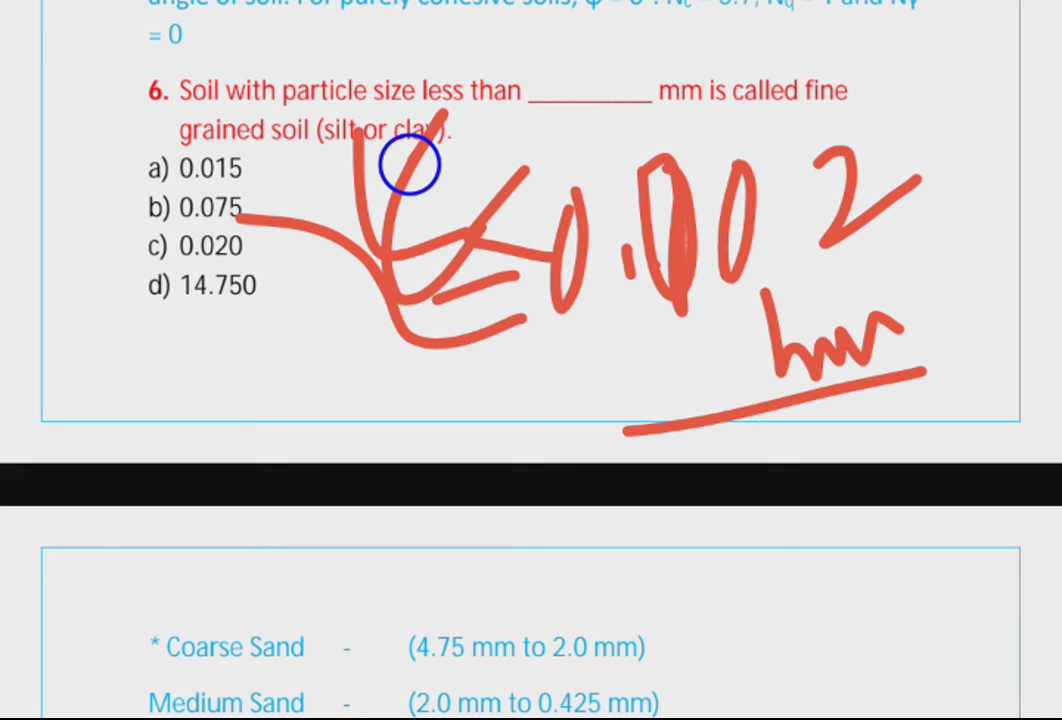 = 0
6. Soil with particle size less than __________ mm is called fine
grained soil (silt or clay).
a) 0.015
b) 0.075
c) 0.020
d) 14.750
≤ 0.002
mm
* Coarse Sand - (4.75 mm to 2.0 mm)
Medium Sand - (2.0 mm to 0.425 mm)